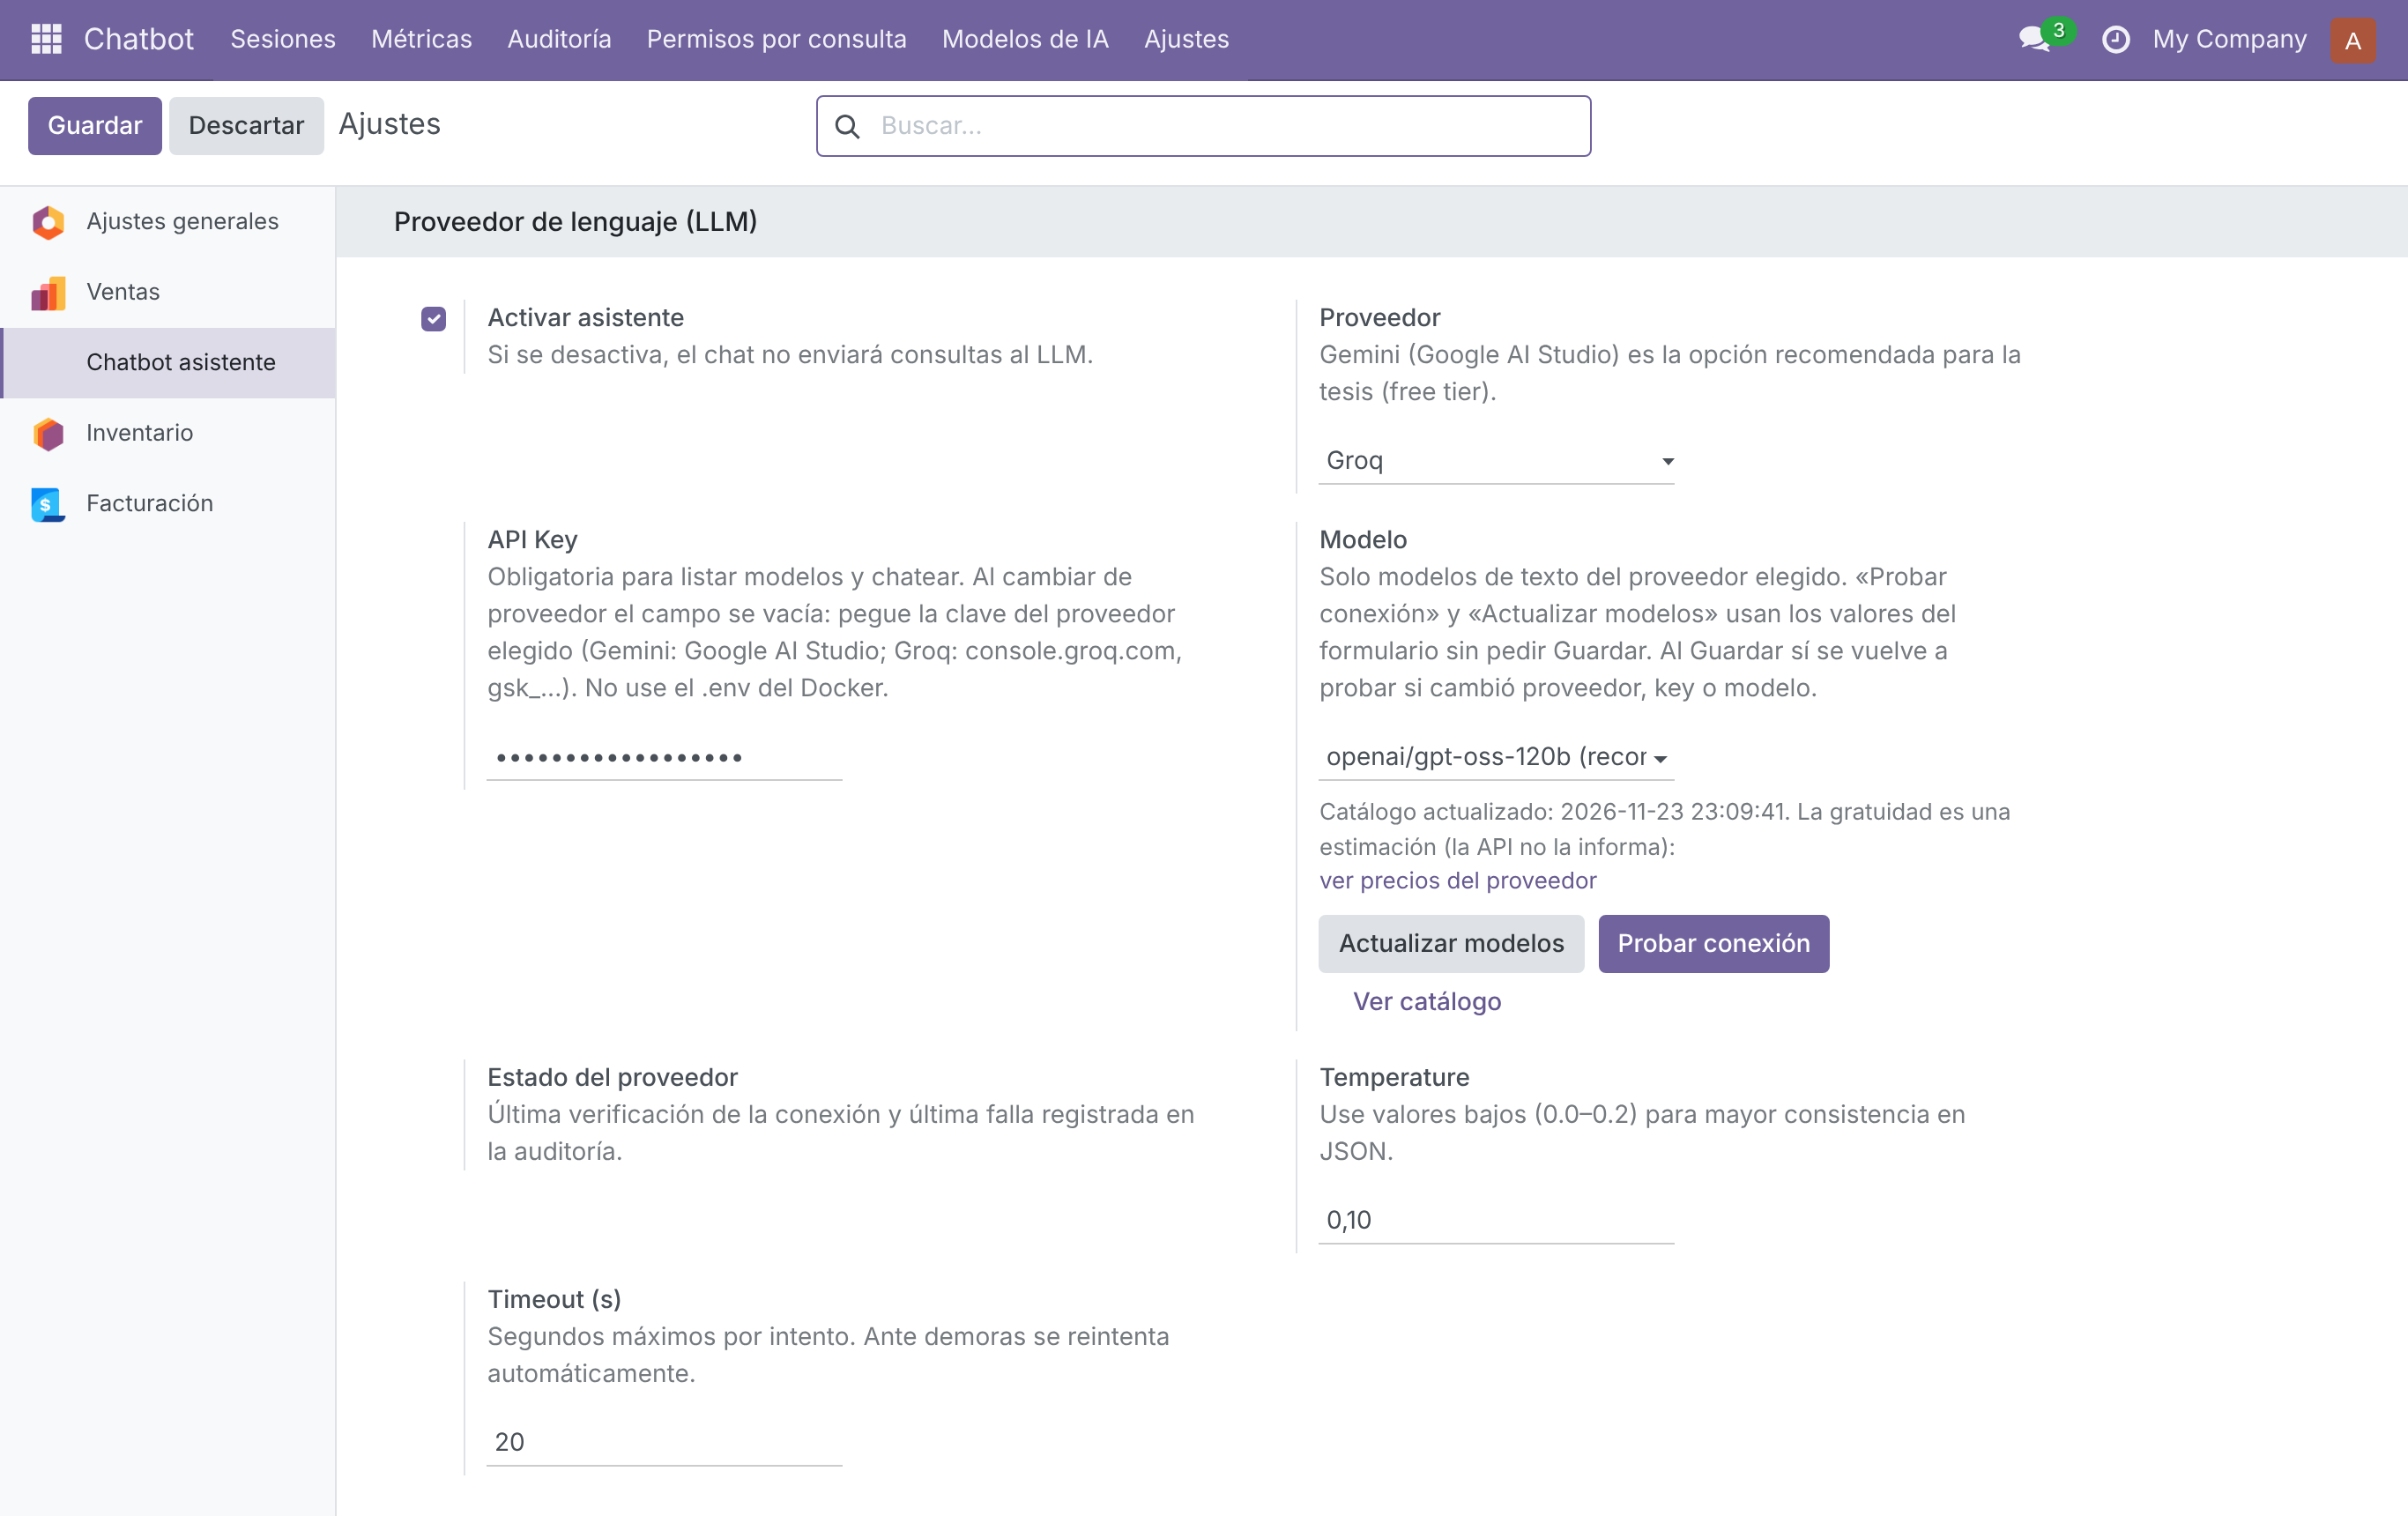 Chatbot Sesiones Métricas Auditoría Permisos por consulta Modelos de IA Ajustes 3 My Company A
Guardar Descartar Ajustes Buscar...
Ajustes generales
Ventas
Chatbot asistente
Inventario
Facturación
$
Proveedor de lenguaje (LLM)
Activar asistente
Si se desactiva, el chat no enviará consultas al LLM.
Proveedor
Gemini (Google AI Studio) es la opción recomendada para la
tesis (free tier).
Groq
API Key
Obligatoria para listar modelos y chatear. Al cambiar de
proveedor el campo se vacía: pegue la clave del proveedor
elegido (Gemini: Google AI Studio; Groq: console.groq.com,
gsk_...). No use el .env del Docker.
••••••••••••••••••
Modelo
Solo modelos de texto del proveedor elegido. «Probar
conexión» y «Actualizar modelos» usan los valores del
formulario sin pedir Guardar. Al Guardar sí se vuelve a
probar si cambió proveedor, key o modelo.
openai/gpt-oss-120b (recor
Catálogo actualizado: 2026-11-23 23:09:41. La gratuidad es una
estimación (la API no la informa):
ver precios del proveedor
Actualizar modelos Probar conexión
Ver catálogo
Estado del proveedor
Última verificación de la conexión y última falla registrada en
la auditoría.
Temperature
Use valores bajos (0.0–0.2) para mayor consistencia en
JSON.
0,10
Timeout (s)
Segundos máximos por intento. Ante demoras se reintenta
automáticamente.
20